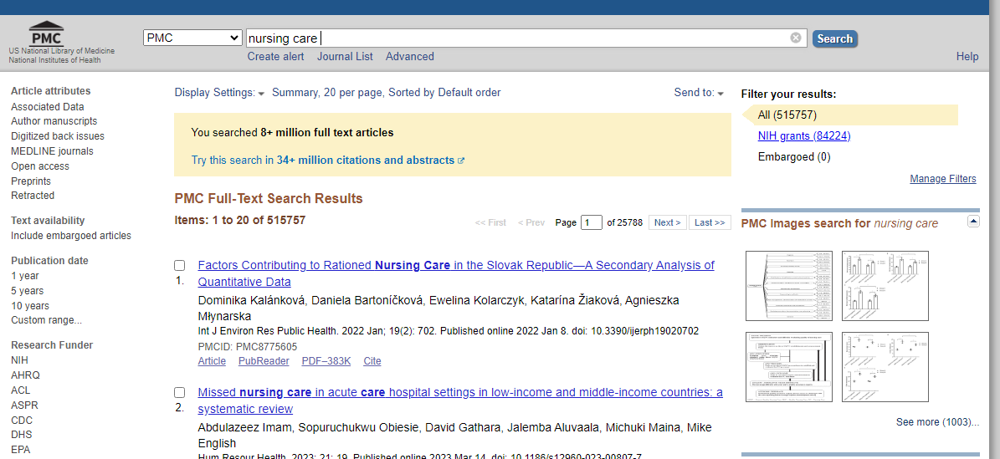 PMC
US National Library of Medicine
National Institutes of Health
PMC
nursing care
Search
Create alert Journal List Advanced
Help
Article attributes
Associated Data
Author manuscripts
Digitized back issues
MEDLINE journals
Open access
Preprints
Retracted
Text availability
Include embargoed articles
Publication date
1 year
5 years
10 years
Custom range...
Research Funder
NIH
AHRQ
ACL
ASPR
CDC
DHS
EPA
Display Settings: Summary, 20 per page, Sorted by Default order
Send to:
You searched 8+ million full text articles
Try this search in 34+ million citations and abstracts
PMC Full-Text Search Results
Items: 1 to 20 of 515757
<< First < Prev Page 1 of 25788 Next > Last >>
1.
Factors Contributing to Rationed Nursing Care in the Slovak Republic—A Secondary Analysis of
Quantitative Data
Dominika Kalánková, Daniela Bartoníčková, Ewelina Kolarczyk, Katarína Žiaková, Agnieszka
Młynarska
Int J Environ Res Public Health. 2022 Jan; 19(2): 702. Published online 2022 Jan 8. doi: 10.3390/ijerph19020702
PMCID: PMC8775605
Article PubReader PDF–383K Cite
2.
Missed nursing care in acute care hospital settings in low-income and middle-income countries: a
systematic review
Abdulazeez Imam, Sopuruchukwu Obiesie, David Gathara, Jalemba Aluvaala, Michuki Maina, Mike
English
Hum Resour Health. 2023; 21: 19. Published online 2023 Mar 14. doi: 10.1186/s12960-023-00807-7
Filter your results:
All (515757)
NIH grants (84224)
Embargoed (0)
Manage Filters
PMC Images search for nursing care
See more (1003)...